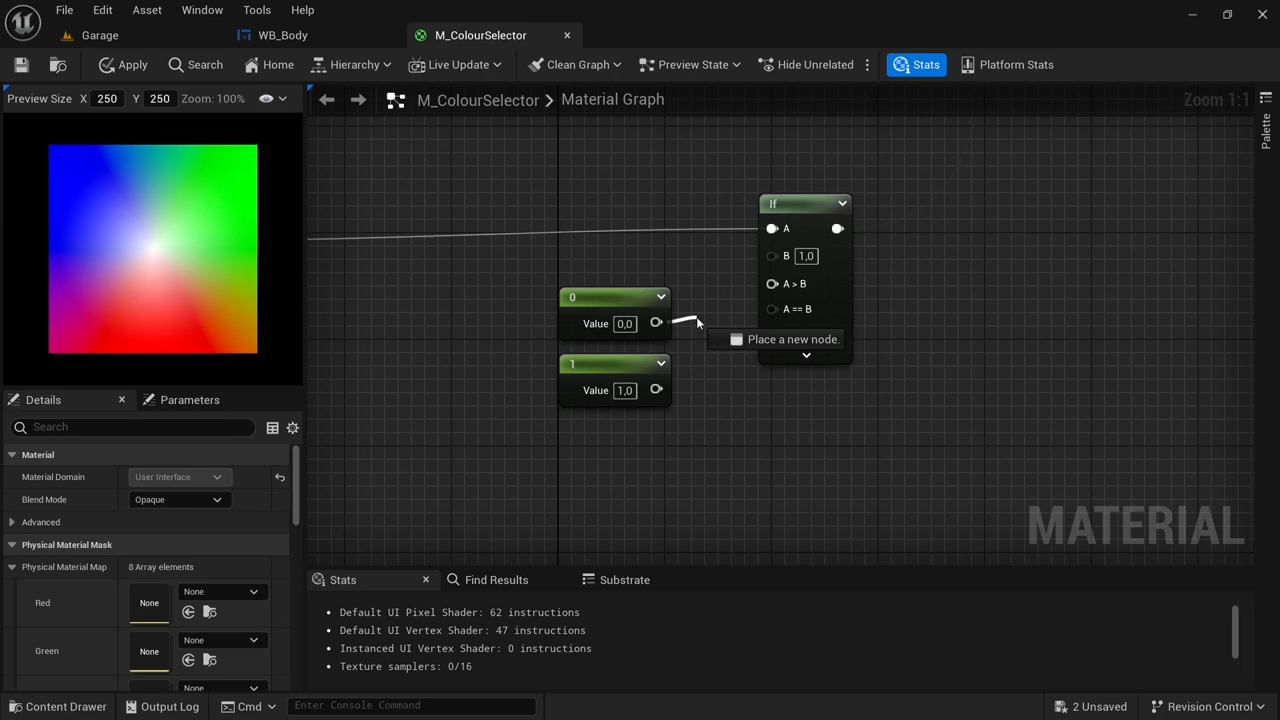 File Edit Asset Window Tools Help
Garage WB_Body M_ColourSelector
Apply Search Home Hierarchy Live Update Clean Graph Preview State Hide Unrelated Stats Platform Stats
Preview Size X 250 Y 250 Zoom: 100%
M_ColourSelector > Material Graph
Zoom 1:1
Palette
If
A
B 1,0
A > B
A == B
0
Value 0,0
Place a new node.
1
Value 1,0
MATERIAL
Details Parameters
Search
Material
Material Domain User Interface
Blend Mode Opaque
Advanced
Physical Material Mask
Physical Material Map 8 Array elements
Red None None
Green None None
None
Stats Find Results Substrate
• Default UI Pixel Shader: 62 instructions
• Default UI Vertex Shader: 47 instructions
• Instanced UI Vertex Shader: 0 instructions
• Texture samplers: 0/16
Content Drawer Output Log Cmd Enter Console Command 2 Unsaved Revision Control